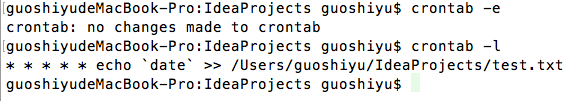 guoshiyudeMacBook-Pro:IdeaProjects guoshiyu$ crontab -e
crontab: no changes made to crontab
guoshiyudeMacBook-Pro:IdeaProjects guoshiyu$ crontab -l
* * * * * echo `date` >> /Users/guoshiyu/IdeaProjects/test.txt
guoshiyudeMacBook-Pro:IdeaProjects guoshiyu$